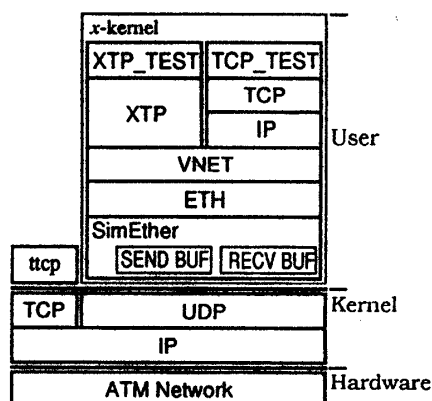 x-kernel
XTP_TEST TCP_TEST
XTP
TCP
IP
User
VNET
ETH
SimEther
SEND BUF RECV BUF
ttcp
TCP UDP
Kernel
IP
ATM Network
Hardware